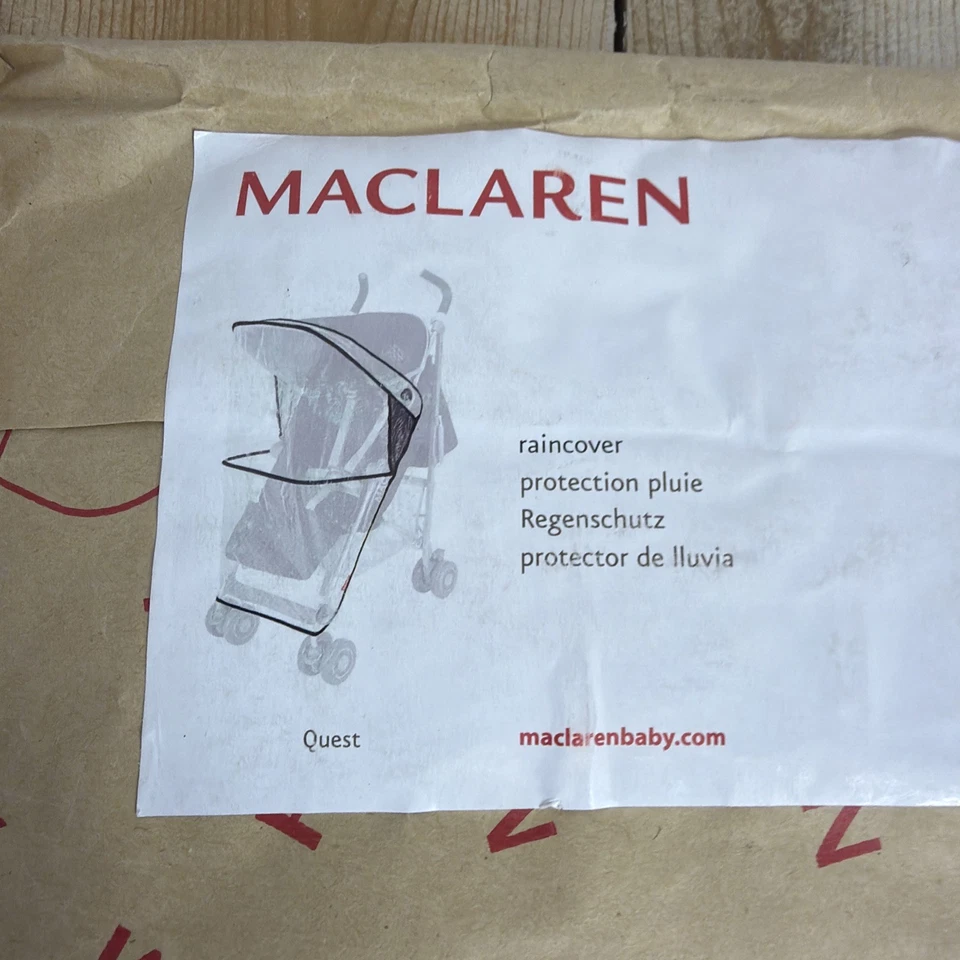 MACLAREN
raincover
protection pluie
Regenschutz
protector de lluvia
Quest
maclarenbaby.com